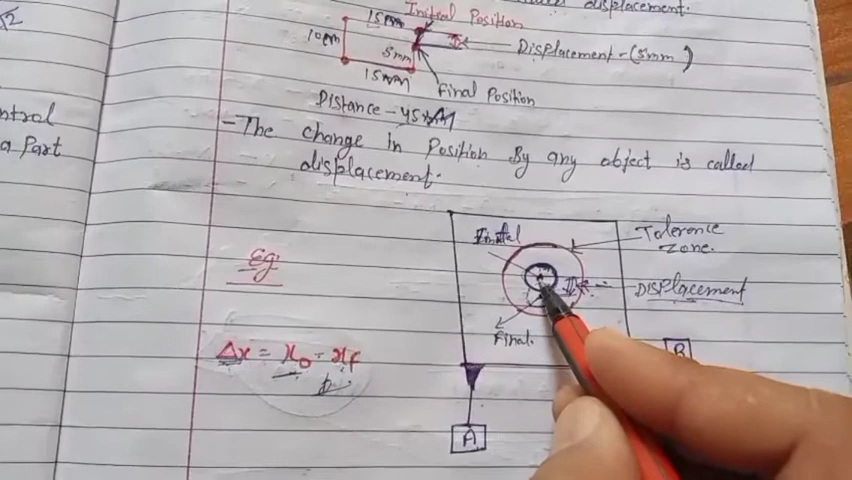 displacement.
15mm Initial Position
10mm
5mm Displacement-(5mm)
15mm
Final Position
Distance - 45mm
ntrol
a Part
- The change in Position By any object is called
displacement.
Initial
Tolerence
Zone.
Eg
DISPlacement
Final.
Δx = x0 - xf
B
A